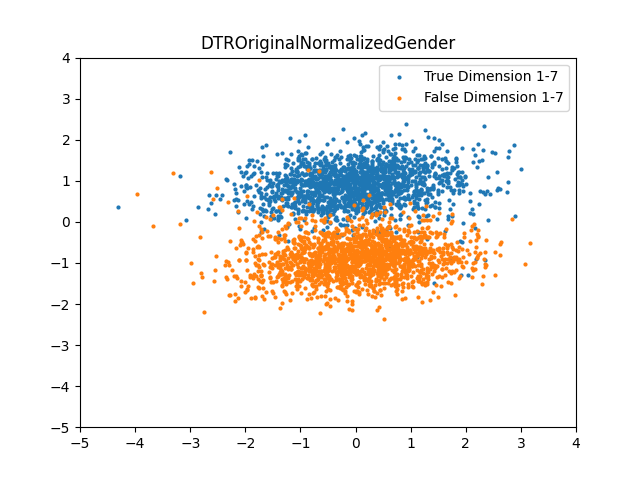 DTROriginalNormalizedGender
True Dimension 1-7
False Dimension 1-7
4
3
2
1
0
−1
−2
−3
−4
−5
−5 −4 −3 −2 −1 0 1 2 3 4